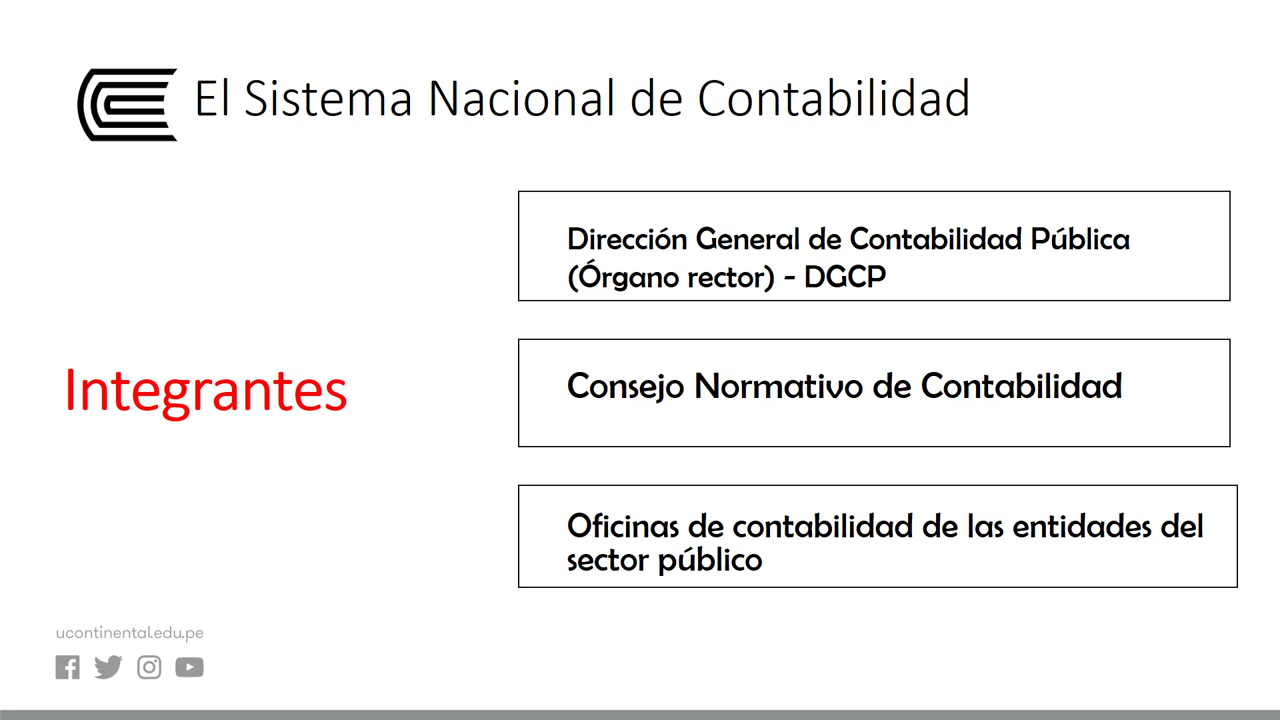 El Sistema Nacional de Contabilidad
Dirección General de Contabilidad Pública
(Órgano rector) - DGCP
Integrantes
Consejo Normativo de Contabilidad
Oficinas de contabilidad de las entidades del
sector público
ucontinental.edu.pe